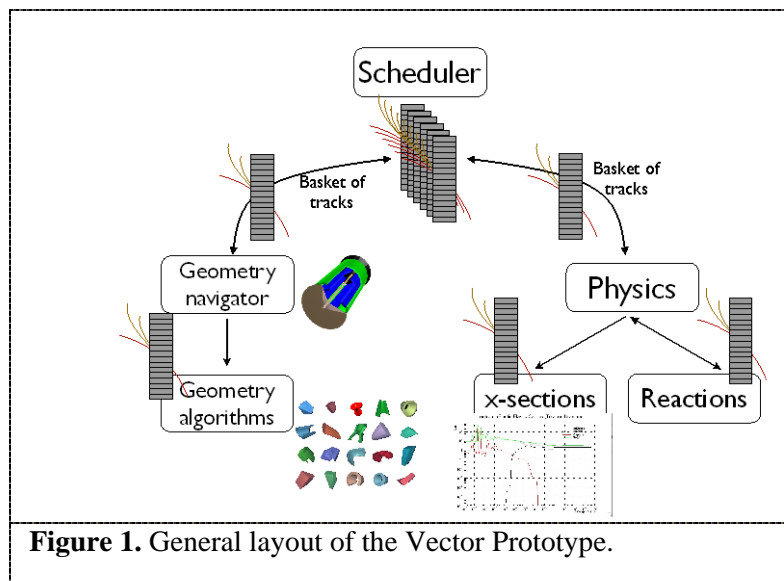 Scheduler
Basket of
tracks
Basket of
tracks
Geometry
navigator
Physics
Geometry
algorithms
x-sections
Reactions
Figure 1. General layout of the Vector Prototype.